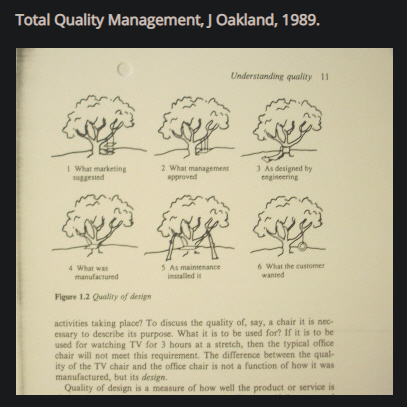 Total Quality Management, J Oakland, 1989.
Understanding quality 11
1 What marketing
suggested
2 What management
approved
3 As designed by
engineering
4 What was
manufactured
5 As maintenance
installed it
6 What the customer
wanted
Figure 1.2 Quality of design
activities taking place? To discuss the quality of, say, a chair it is nec-
essary to describe its purpose. What it is to be used for? If it is to be
used for watching TV for 3 hours at a stretch, then the typical office
chair will not meet this requirement. The difference between the qual-
ity of the TV chair and the office chair is not a function of how it was
manufactured, but its design.
Quality of design is a measure of how well the product or service is